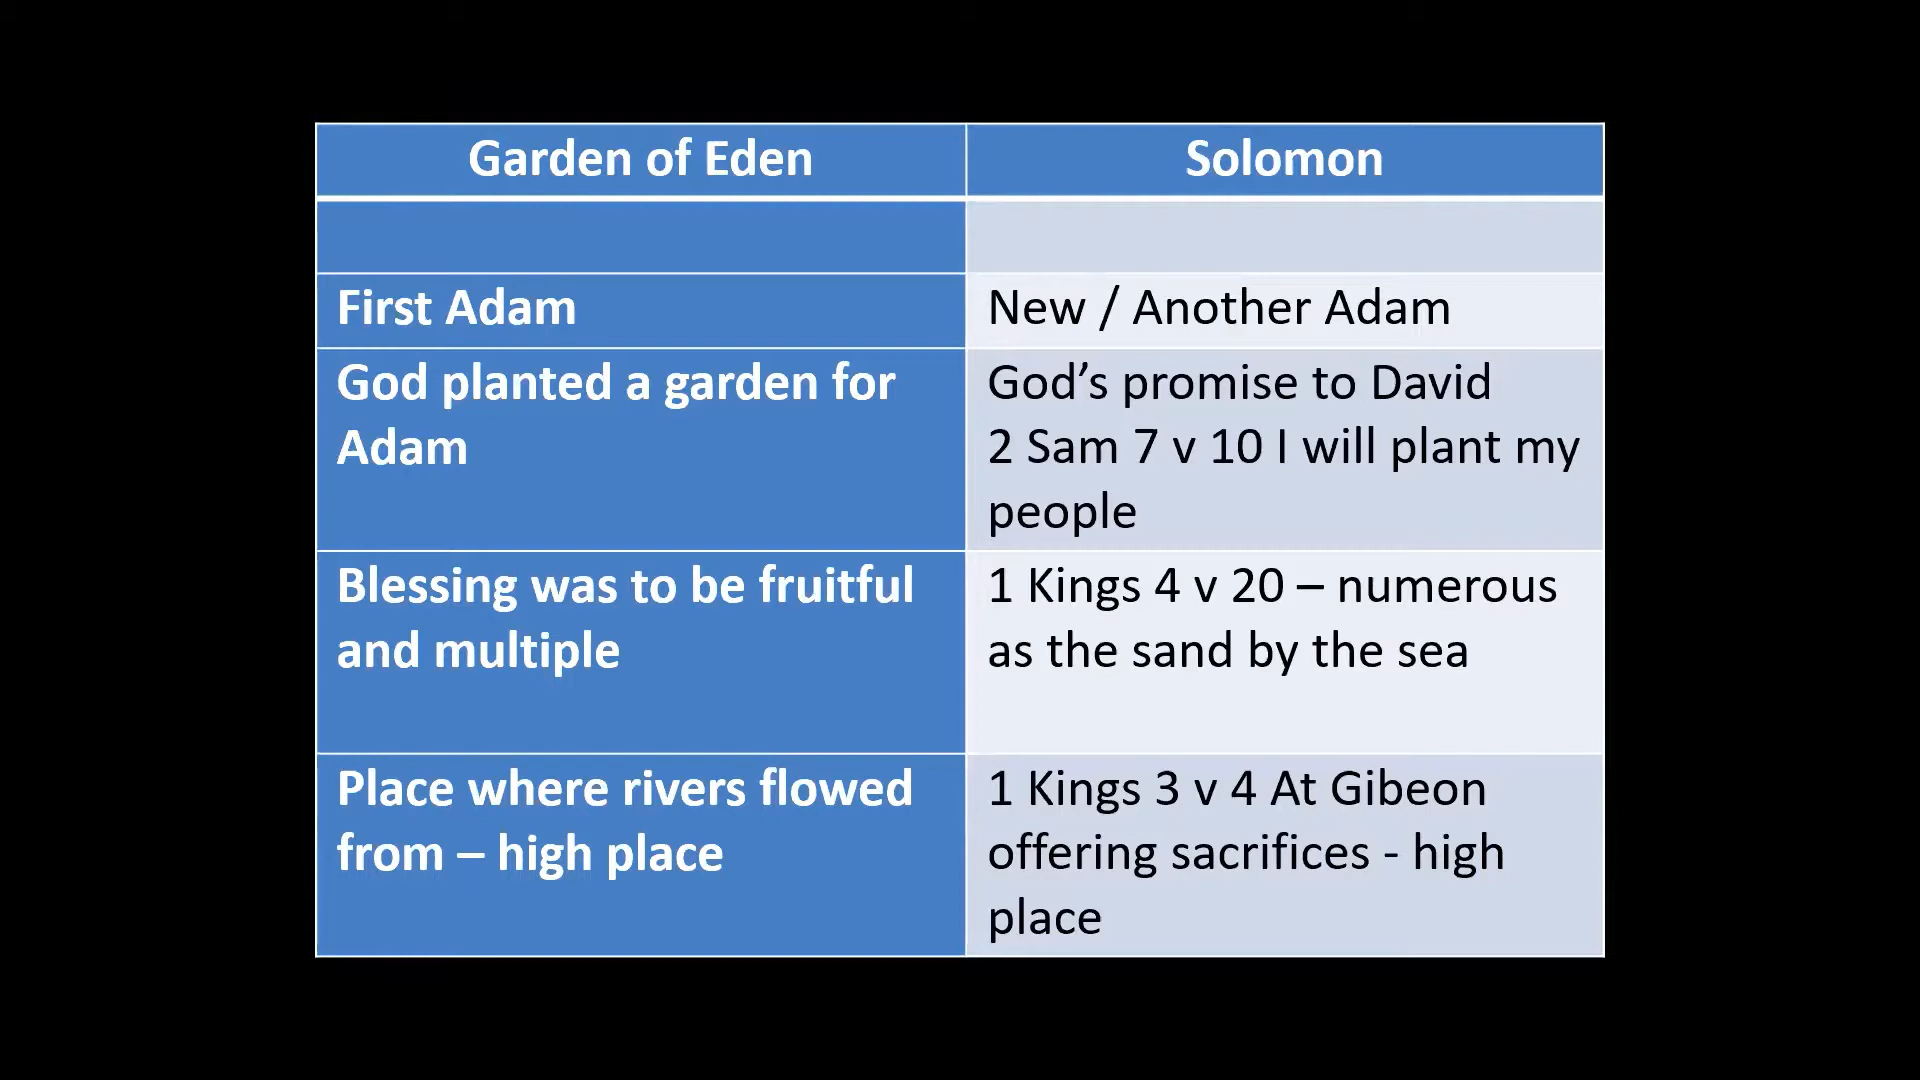 Garden of Eden
Solomon
First Adam
New / Another Adam
God planted a garden for
Adam
God’s promise to David
2 Sam 7 v 10 I will plant my
people
Blessing was to be fruitful
and multiple
1 Kings 4 v 20 – numerous
as the sand by the sea
Place where rivers flowed
from – high place
1 Kings 3 v 4 At Gibeon
offering sacrifices - high
place